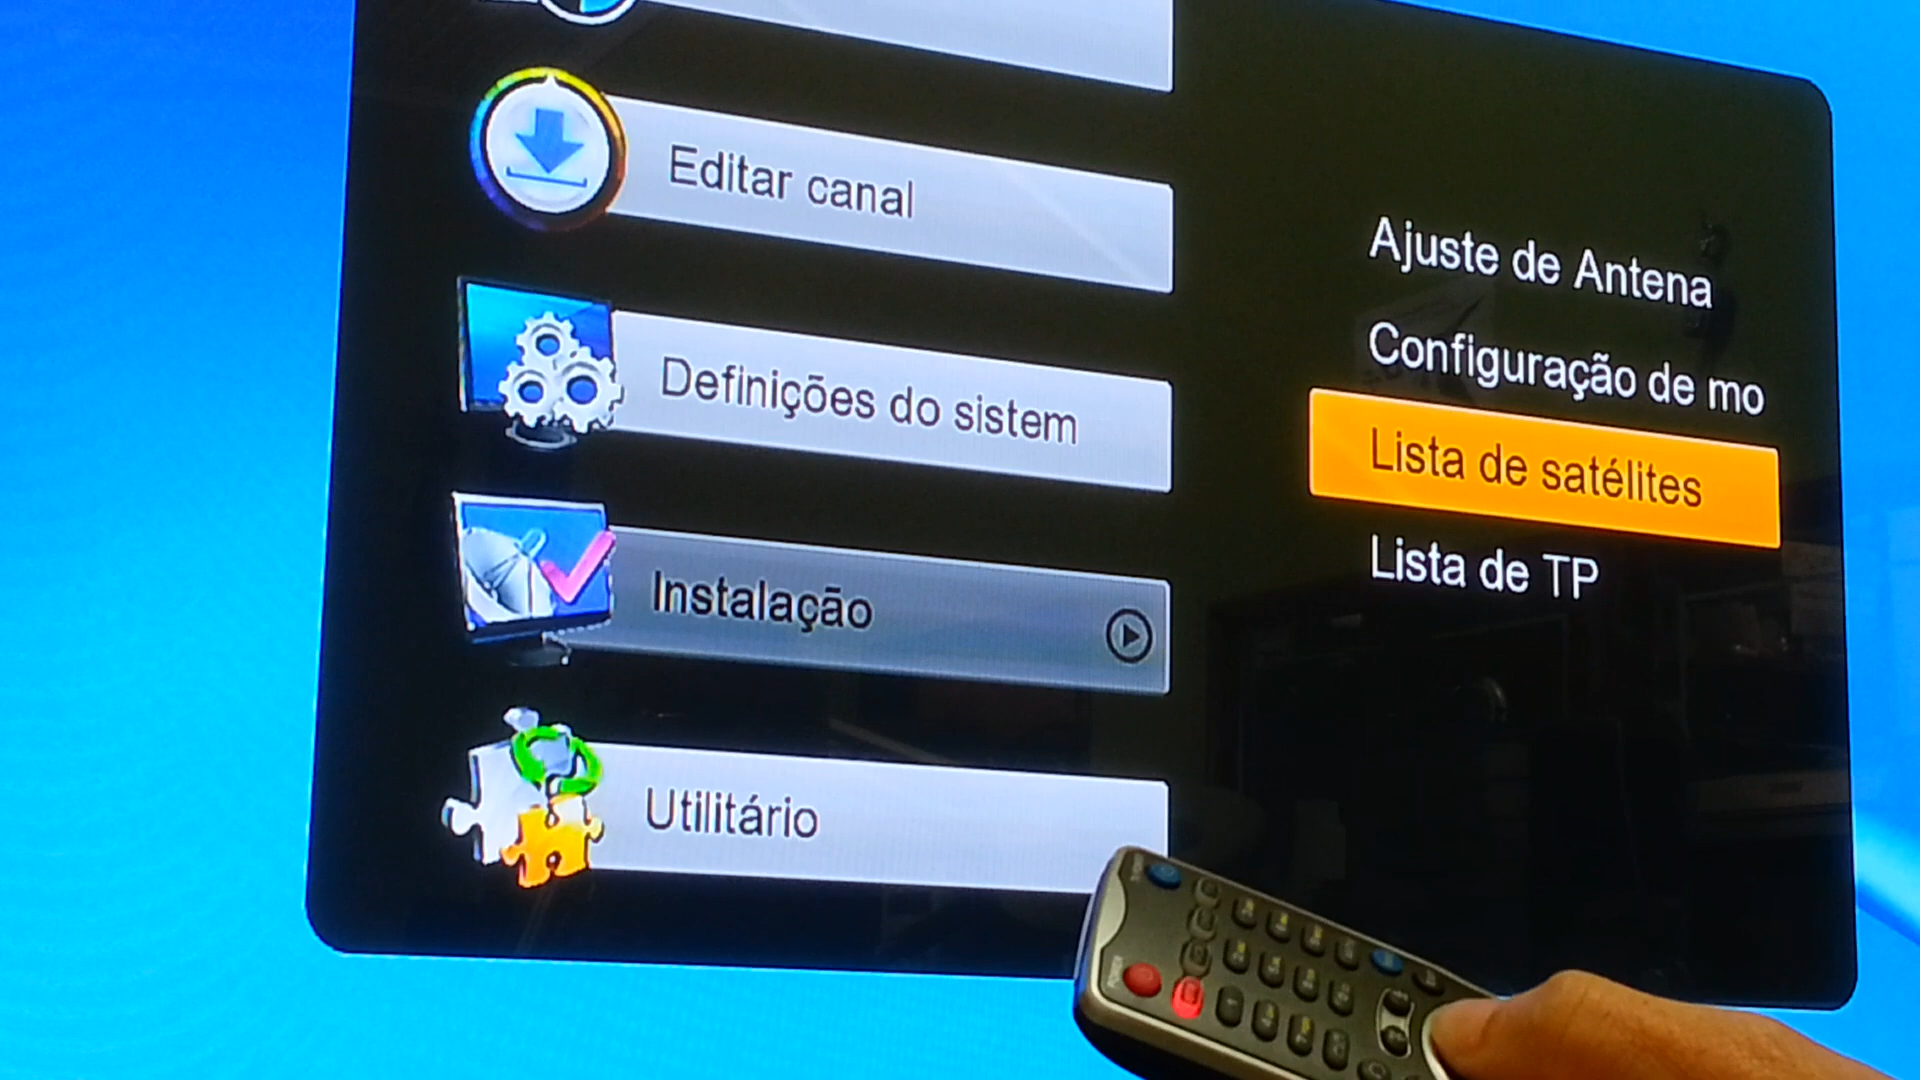 Editar canal
Definições do sistem
Instalação
Utilitário
Ajuste de Antena
Configuração de mo
Lista de satélites
Lista de TP
POWER